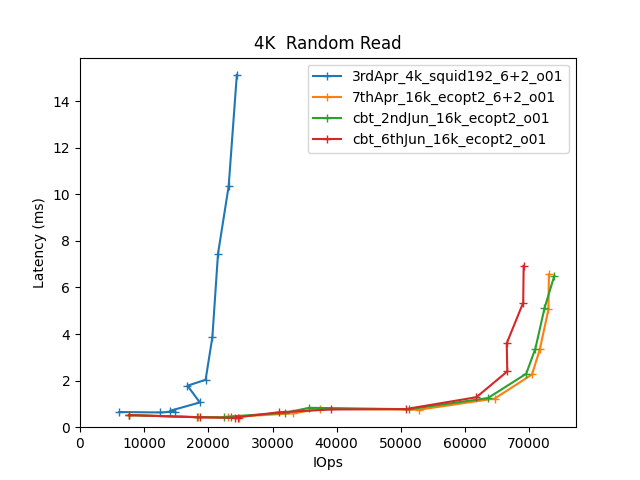 4K  Random Read
3rdApr_4k_squid192_6+2_o01
7thApr_16k_ecopt2_6+2_o01
cbt_2ndJun_16k_ecopt2_o01
cbt_6thJun_16k_ecopt2_o01
14
12
10
8
6
4
2
0
Latency (ms)
0 10000 20000 30000 40000 50000 60000 70000
IOps